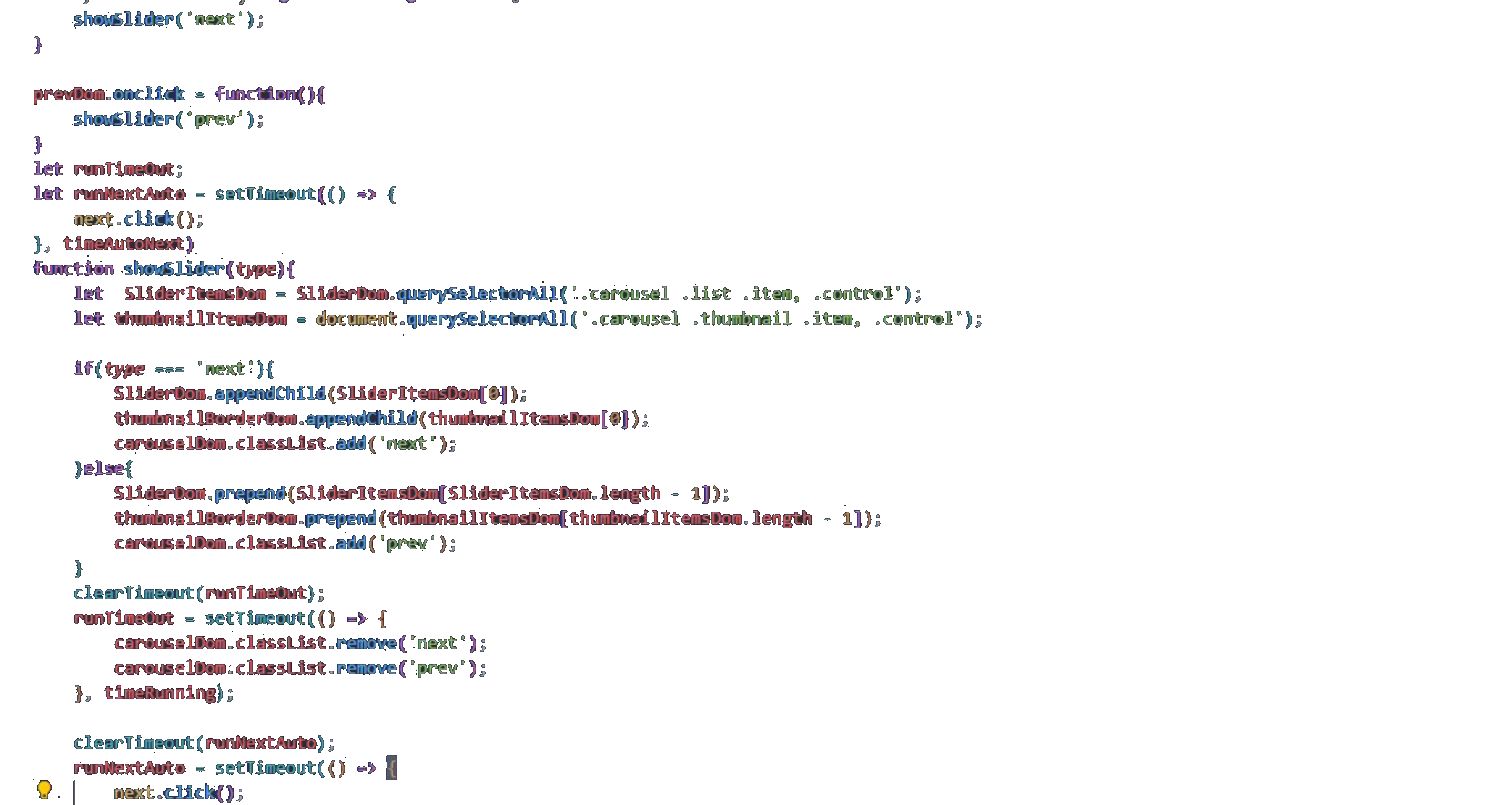 showSlider('next');
}

prevDom.onclick = function(){
    showSlider('prev');
}
let runTimeOut;
let runNextAuto = setTimeout(() => {
    next.click();
}, timeAutoNext)
function showSlider(type){
    let  SliderItemsDom = SliderDom.querySelectorAll('.carousel .list .item, .control');
    let thumbnailItemsDom = document.querySelectorAll('.carousel .thumbnail .item, .control');

    if(type === 'next'){
        SliderDom.appendChild(SliderItemsDom[0]);
        thumbnailBorderDom.appendChild(thumbnailItemsDom[0]);
        carouselDom.classList.add('next');
    }else{
        SliderDom.prepend(SliderItemsDom[SliderItemsDom.length - 1]);
        thumbnailBorderDom.prepend(thumbnailItemsDom[thumbnailItemsDom.length - 1]);
        carouselDom.classList.add('prev');
    }
    clearTimeout(runTimeOut);
    runTimeOut = setTimeout(() => {
        carouselDom.classList.remove('next');
        carouselDom.classList.remove('prev');
    }, timeRunning);

    clearTimeout(runNextAuto);
    runNextAuto = setTimeout(() => {
        next.click();